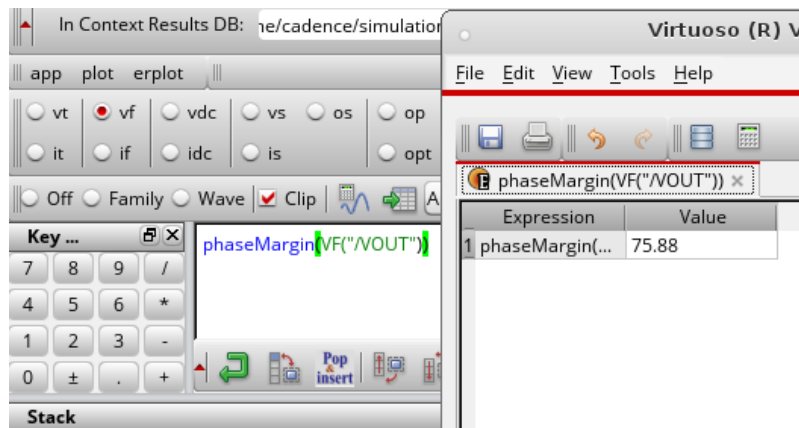 In Context Results DB: ne/cadence/simulation
app plot erplot
vt vf vdc vs os op
it if idc is opt
Off Family Wave Clip A
Key ...
7 8 9 /
4 5 6 *
1 2 3 -
0 ± . +
phaseMargin(VF("/VOUT"))
Pop & insert
Stack
Virtuoso (R) V
File Edit View Tools Help
phaseMargin(VF("/VOUT"))
Expression Value
1 phaseMargin(... 75.88